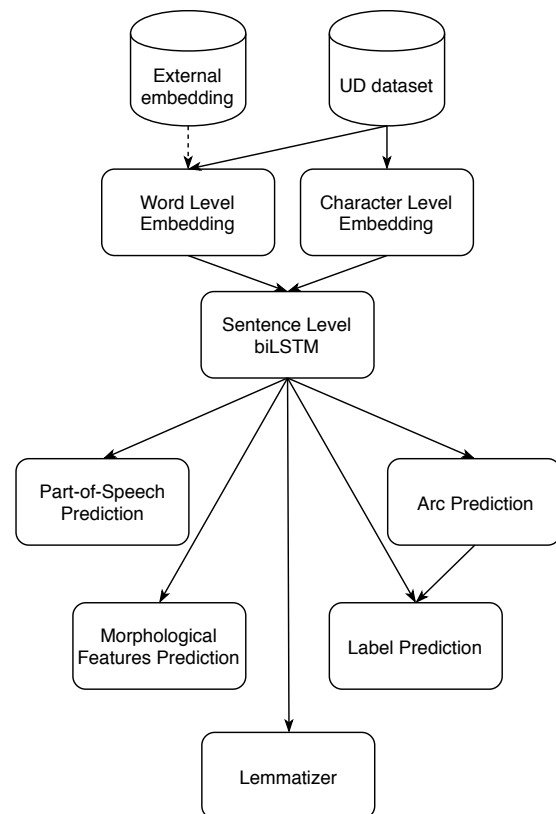 External
embedding
UD dataset
Word Level
Embedding
Character Level
Embedding
Sentence Level
biLSTM
Part-of-Speech
Prediction
Arc Prediction
Morphological
Features Prediction
Label Prediction
Lemmatizer